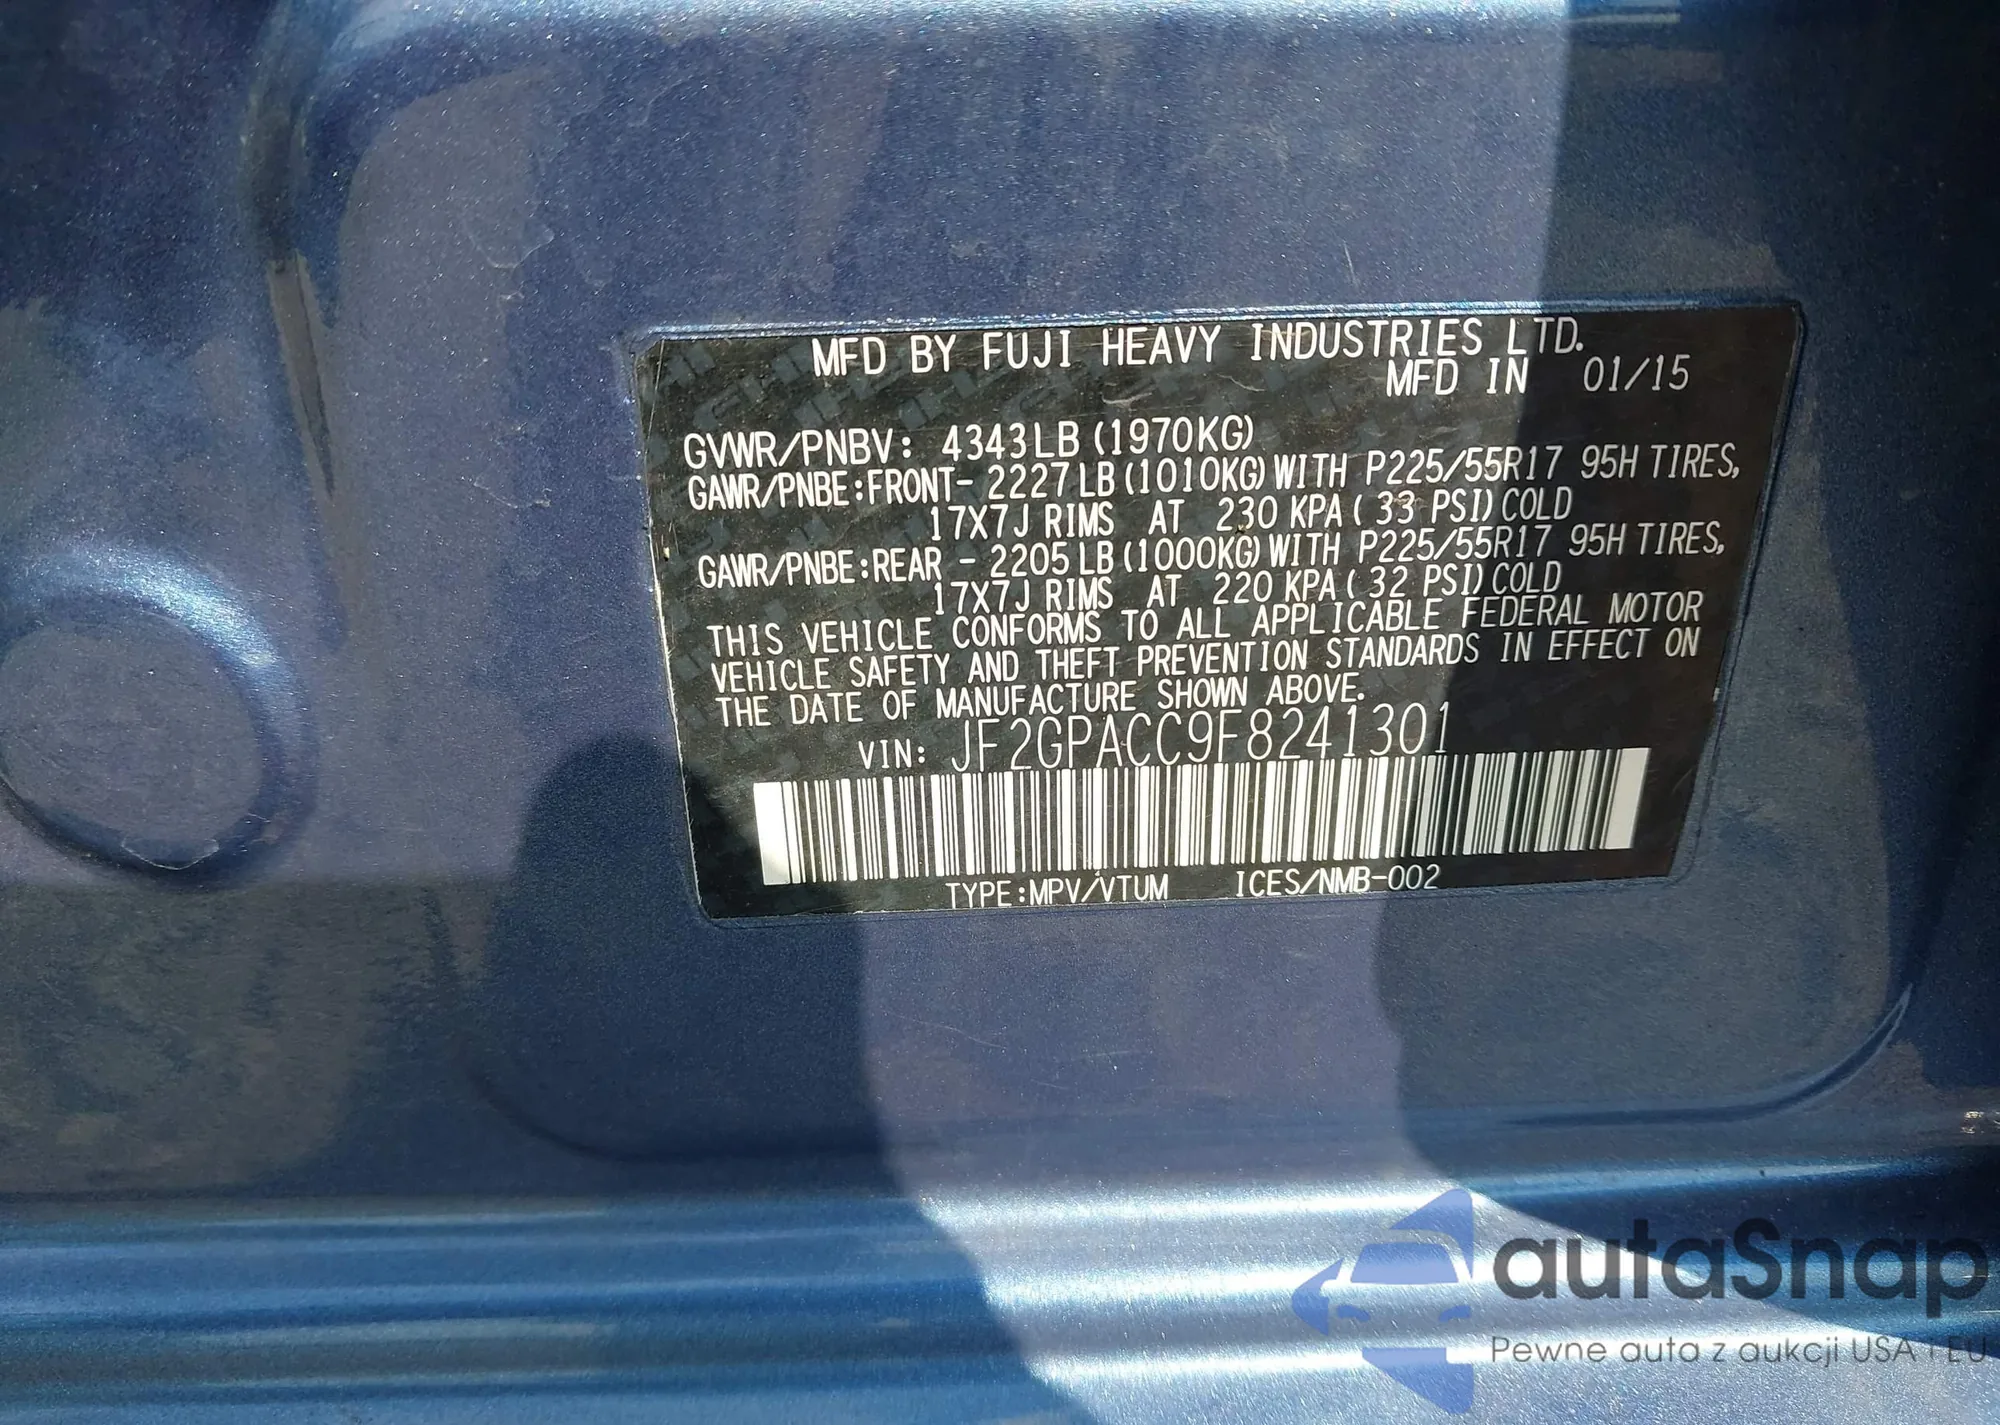 MFD BY FUJI HEAVY INDUSTRIES LTD.
MFD IN 01/15
GVWR/PNBV: 4343LB (1970KG)
GAWR/PNBE:FRONT- 2227 LB (1010KG) WITH P225/55R17 95H TIRES,
17X7J RIMS AT 230 KPA ( 33 PSI) COLD
GAWR/PNBE:REAR - 2205 LB (1000KG) WITH P225/55R17 95H TIRES,
17X7J RIMS AT 220 KPA ( 32 PSI) COLD
THIS VEHICLE CONFORMS TO ALL APPLICABLE FEDERAL MOTOR
VEHICLE SAFETY AND THEFT PREVENTION STANDARDS IN EFFECT ON
THE DATE OF MANUFACTURE SHOWN ABOVE.
VIN: JF2GPACC9F8241301
TYPE:MPV/VTUM ICES/NMB-002
autaSnap
Pewne auta z aukcji USA i EU